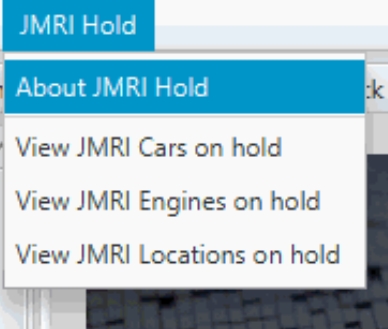 JMRI Hold
About JMRI Hold
View JMRI Cars on hold
View JMRI Engines on hold
View JMRI Locations on hold